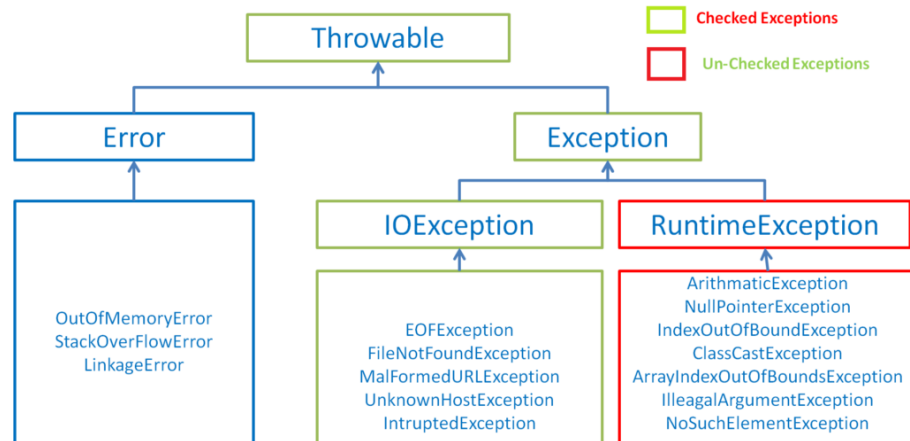 Throwable
Checked Exceptions
Un-Checked Exceptions
Error
Exception
IOException
RuntimeException
OutOfMemoryError
StackOverFlowError
LinkageError
EOFException
FileNotFoundException
MalFormedURLException
UnknownHostException
IntruptedException
ArithmaticException
NullPointerException
IndexOutOfBoundException
ClassCastException
ArrayIndexOutOfBoundsException
IlleagalArgumentException
NoSuchElementException